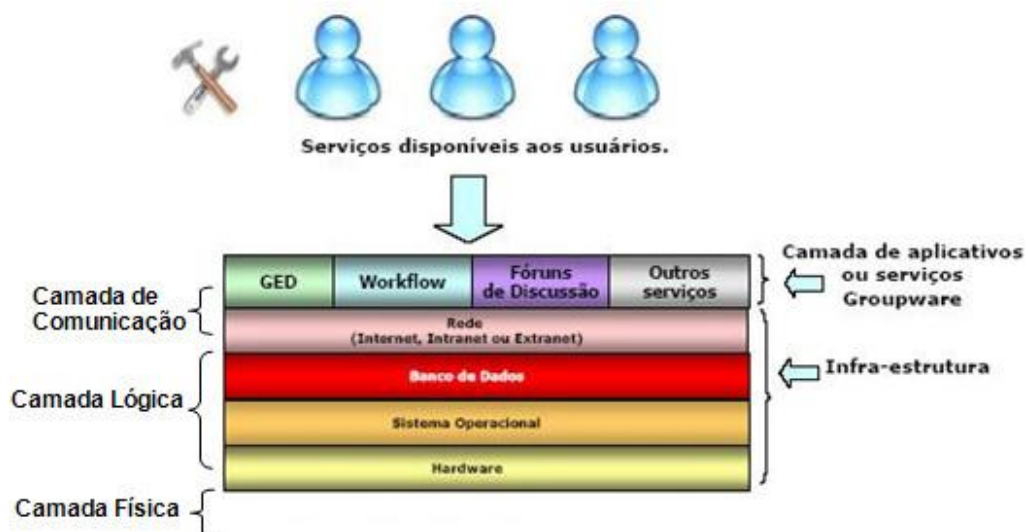 Serviços disponíveis aos usuários.
GED
Workflow
Fóruns
de Discussão
Outros
serviços
Camada de aplicativos
ou serviços
Groupware
Camada de
Comunicação
Rede
(Internet, Intranet ou Extranet)
Banco de Dados
Infra-estrutura
Camada Lógica
Sistema Operacional
Hardware
Camada Física